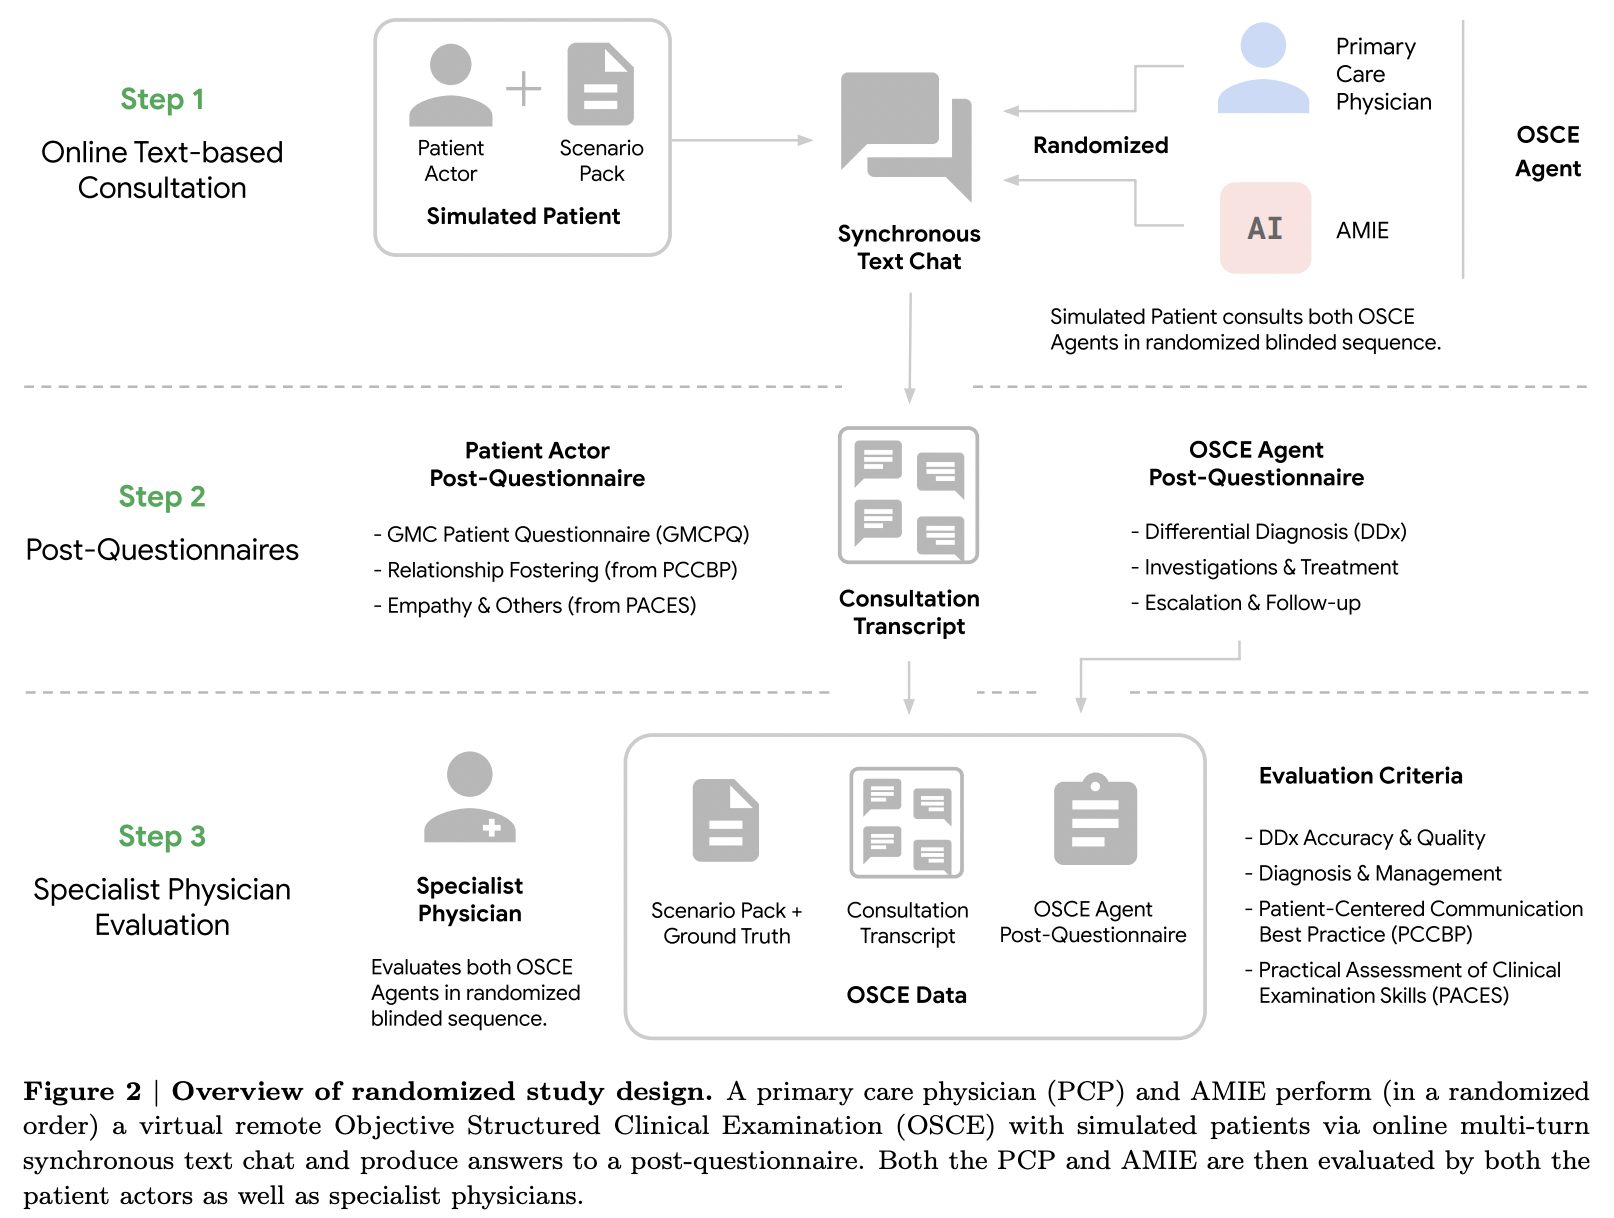 Step 1
Online Text-based
Consultation
Patient
Actor
Scenario
Pack
Simulated Patient
Synchronous
Text Chat
Randomized
Primary
Care
Physician
AI
AMIE
OSCE
Agent
Simulated Patient consults both OSCE
Agents in randomized blinded sequence.
Step 2
Post-Questionnaires
Patient Actor
Post-Questionnaire
- GMC Patient Questionnaire (GMCPQ)
- Relationship Fostering (from PCCBP)
- Empathy & Others (from PACES)
Consultation
Transcript
OSCE Agent
Post-Questionnaire
- Differential Diagnosis (DDx)
- Investigations & Treatment
- Escalation & Follow-up
Step 3
Specialist Physician
Evaluation
Specialist
Physician
Evaluates both OSCE
Agents in randomized
blinded sequence.
Scenario Pack +
Ground Truth
Consultation
Transcript
OSCE Agent
Post-Questionnaire
OSCE Data
Evaluation Criteria
- DDx Accuracy & Quality
- Diagnosis & Management
- Patient-Centered Communication
Best Practice (PCCBP)
- Practical Assessment of Clinical
Examination Skills (PACES)
Figure 2 | Overview of randomized study design. A primary care physician (PCP) and AMIE perform (in a randomized
order) a virtual remote Objective Structured Clinical Examination (OSCE) with simulated patients via online multi-turn
synchronous text chat and produce answers to a post-questionnaire. Both the PCP and AMIE are then evaluated by both the
patient actors as well as specialist physicians.